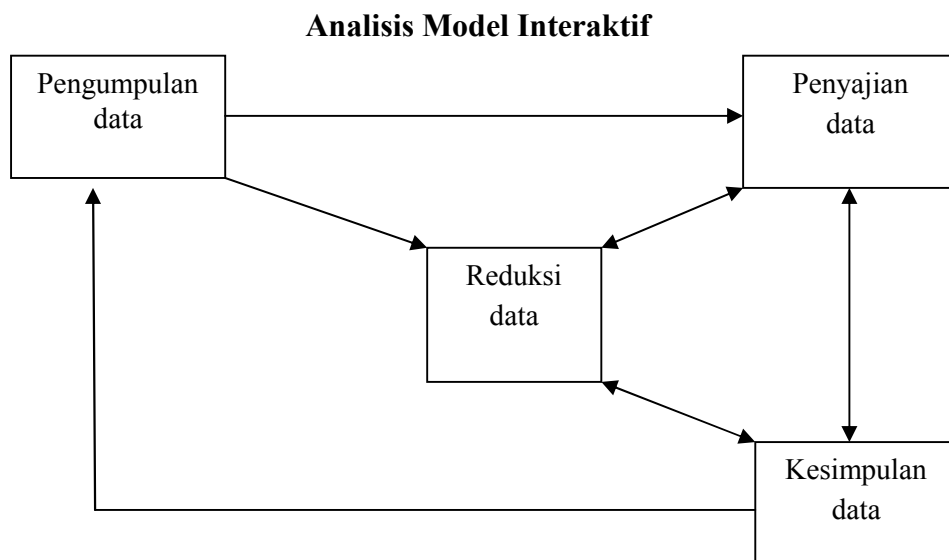 Analisis Model Interaktif
Pengumpulan
data
Penyajian
data
Reduksi
data
Kesimpulan
data